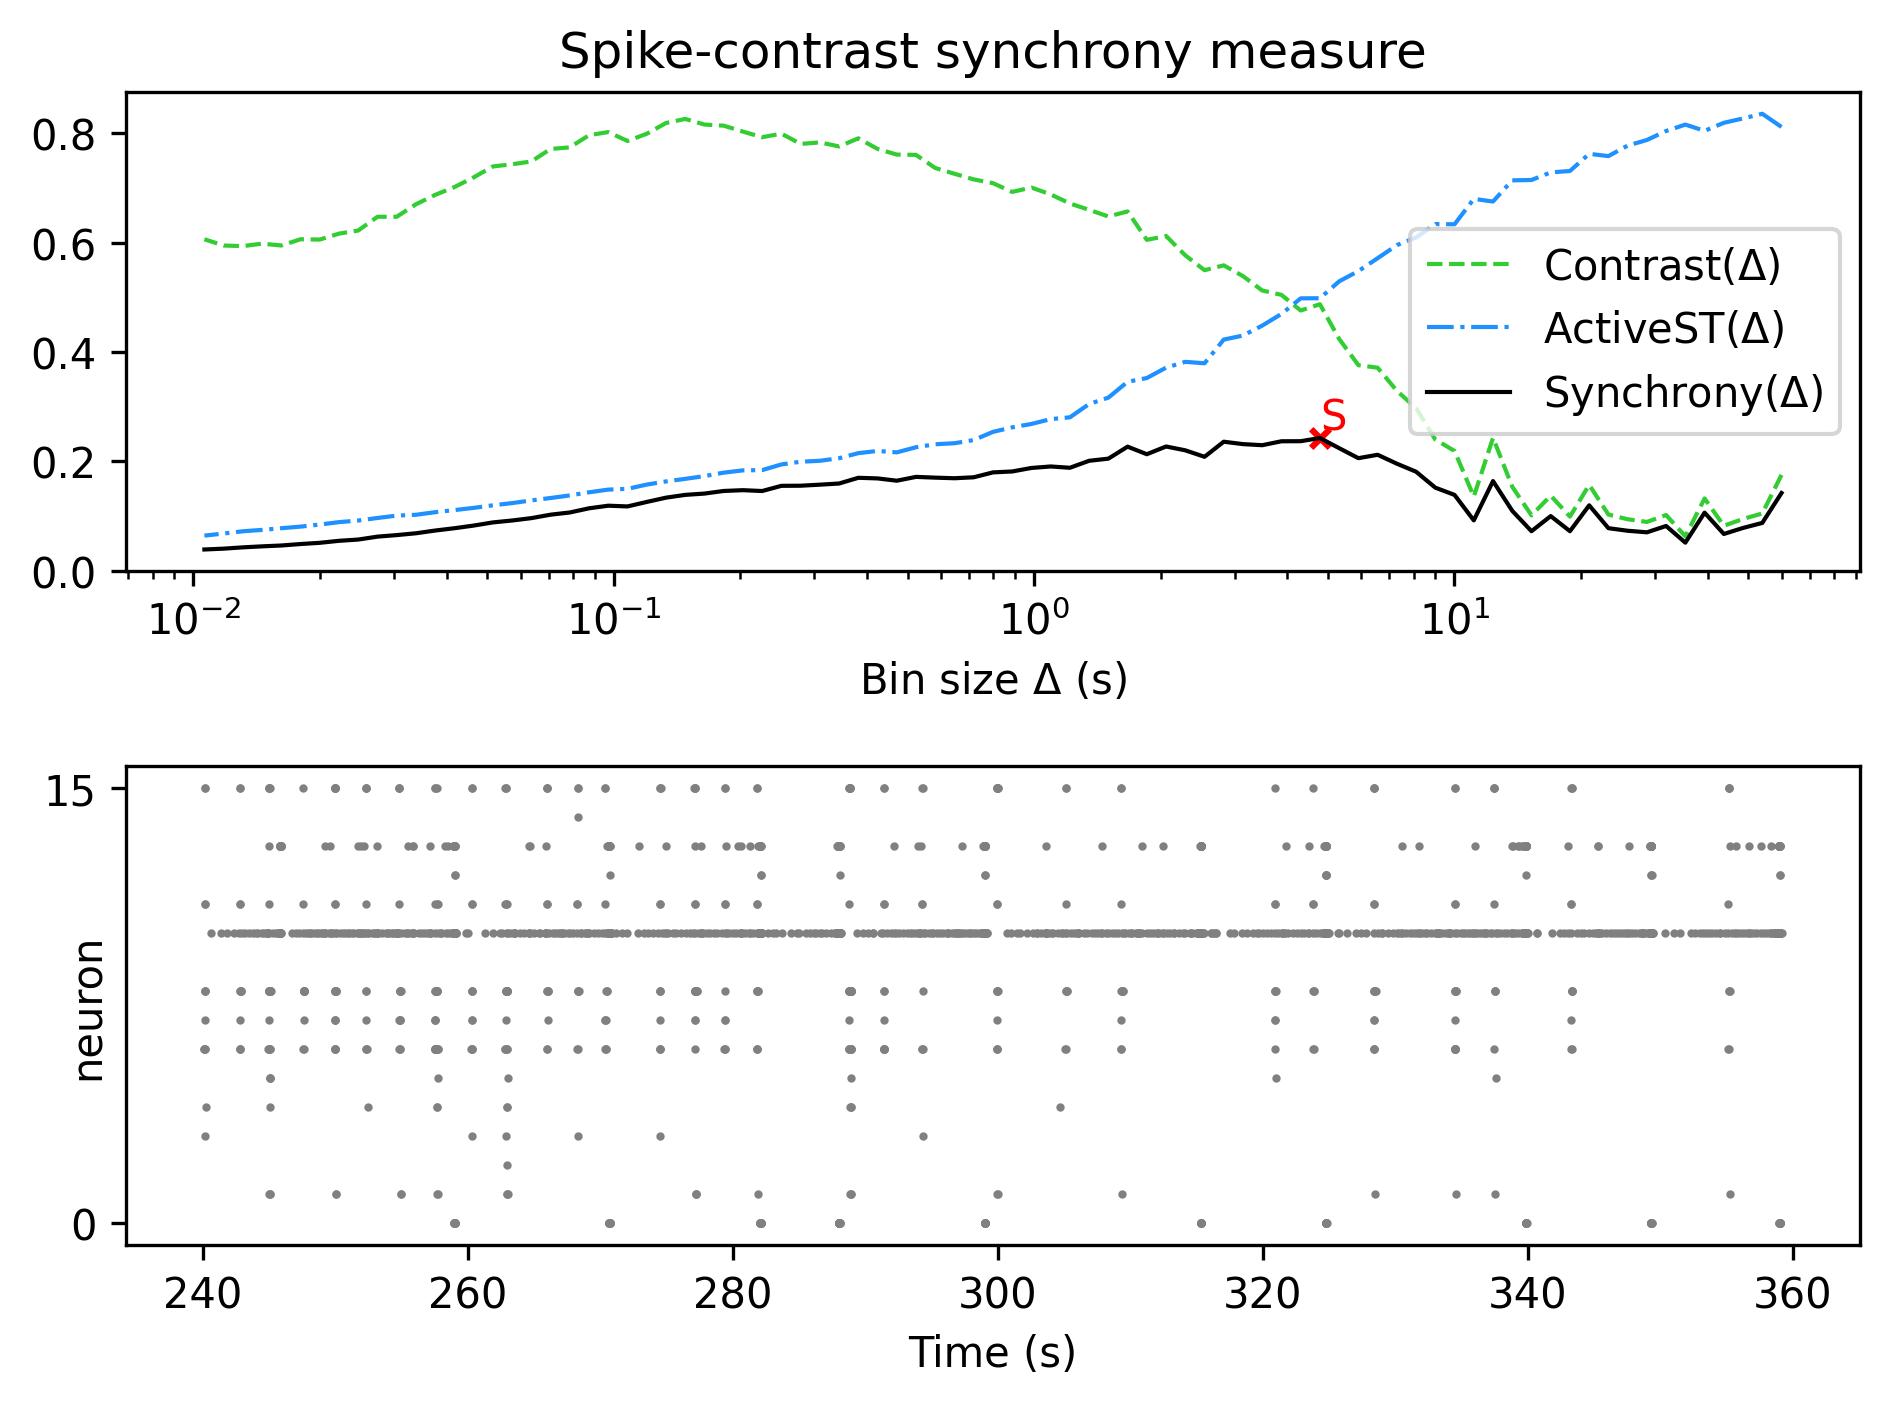 Spike-contrast synchrony measure
0.8
0.6
0.4
0.2
0.0
Contrast(Δ)
ActiveST(Δ)
Synchrony(Δ)
S
10⁻² 10⁻¹ 10⁰ 10¹
Bin size Δ (s)
15
0
neuron
240 260 280 300 320 340 360
Time (s)